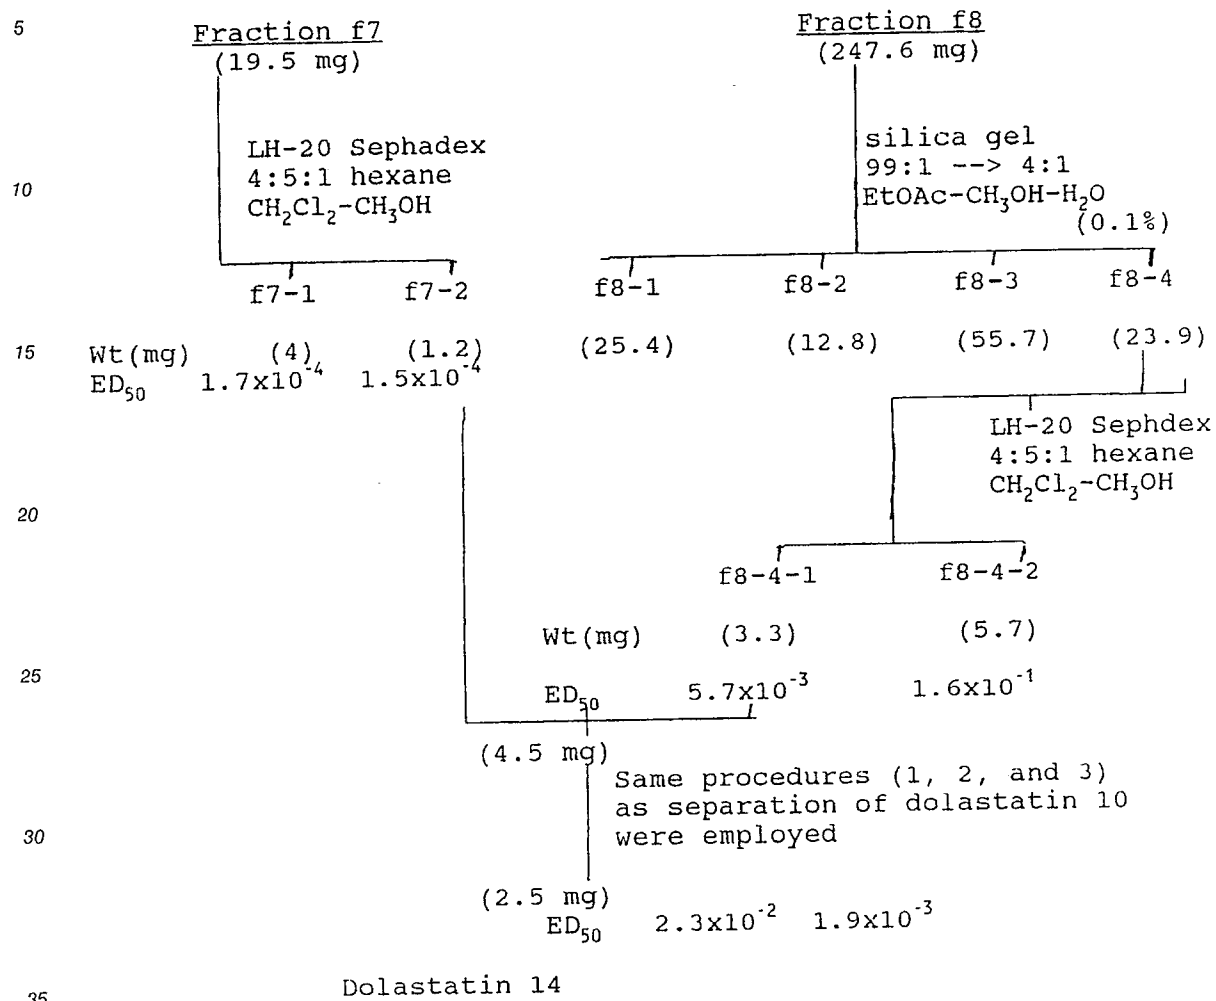 5
Fraction f7 Fraction f8
(19.5 mg) (247.6 mg)
LH-20 Sephadex
4:5:1 hexane
CH₂Cl₂-CH₃OH
silica gel
99:1 --> 4:1
EtOAc-CH₃OH-H₂O
(0.1%)
10
f7-1 f7-2 f8-1 f8-2 f8-3 f8-4
15 Wt(mg) (4) (1.2) (25.4) (12.8) (55.7) (23.9)
ED₅₀ 1.7x10⁻⁴ 1.5x10⁻⁴
LH-20 Sephdex
4:5:1 hexane
CH₂Cl₂-CH₃OH
20
f8-4-1 f8-4-2
Wt(mg) (3.3) (5.7)
25
ED₅₀ 5.7x10⁻³ 1.6x10⁻¹
(4.5 mg)
Same procedures (1, 2, and 3)
as separation of dolastatin 10
were employed
30
(2.5 mg)
ED₅₀ 2.3x10⁻² 1.9x10⁻³
Dolastatin 14
35